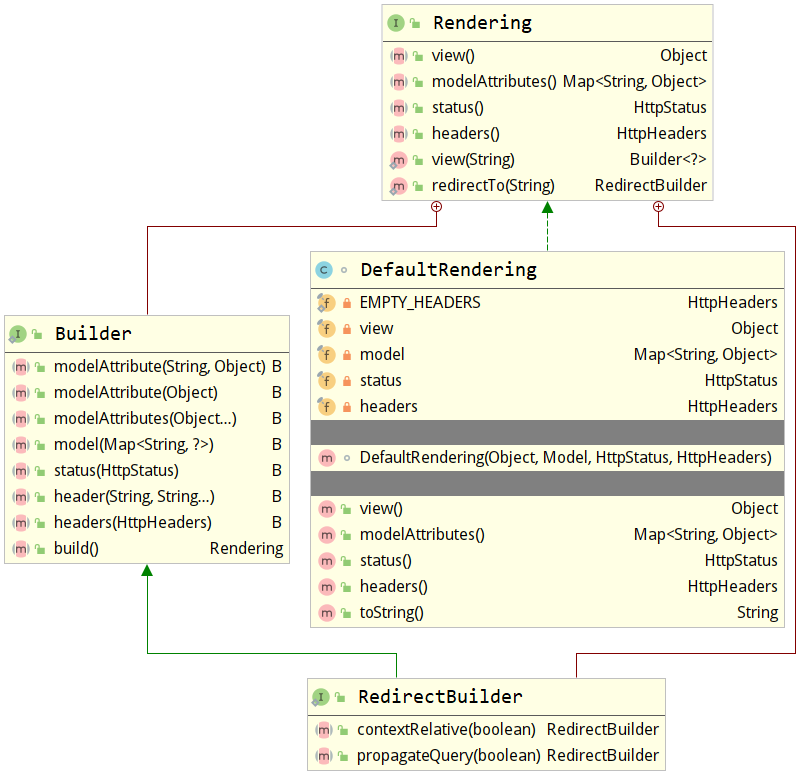 Rendering
view() Object
modelAttributes() Map<String, Object>
status() HttpStatus
headers() HttpHeaders
view(String) Builder<?>
redirectTo(String) RedirectBuilder
DefaultRendering
EMPTY_HEADERS HttpHeaders
view Object
model Map<String, Object>
status HttpStatus
headers HttpHeaders
DefaultRendering(Object, Model, HttpStatus, HttpHeaders)
view() Object
modelAttributes() Map<String, Object>
status() HttpStatus
headers() HttpHeaders
toString() String
Builder
modelAttribute(String, Object) B
modelAttribute(Object) B
modelAttributes(Object...) B
model(Map<String, ?>) B
status(HttpStatus) B
header(String, String...) B
headers(HttpHeaders) B
build() Rendering
RedirectBuilder
contextRelative(boolean) RedirectBuilder
propagateQuery(boolean) RedirectBuilder